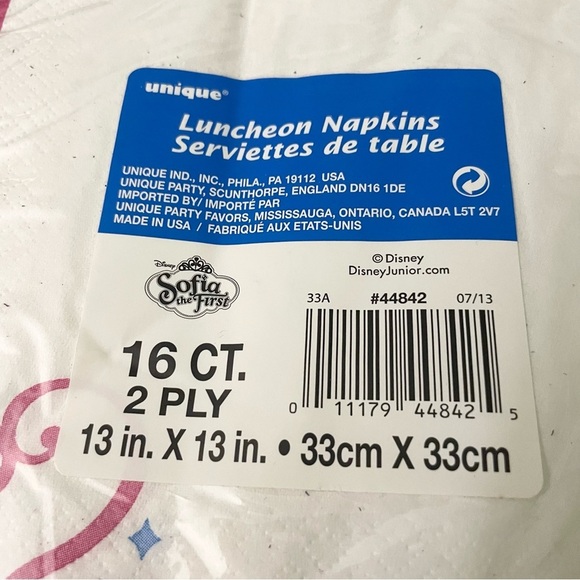 unique®
Luncheon Napkins
Serviettes de table
UNIQUE IND., INC., PHILA., PA 19112 USA
UNIQUE PARTY, SCUNTHORPE, ENGLAND DN16 1DE
IMPORTED BY/ IMPORTÉ PAR
UNIQUE PARTY FAVORS, MISSISSAUGA, ONTARIO, CANADA L5T 2V7
MADE IN USA / FABRIQUÉ AUX ETATS-UNIS
© Disney
DisneyJunior.com
Disney
Sofia
the First
33A #44842 07/13
16 CT.
2 PLY
0 11179 44842 5
13 in. X 13 in. • 33cm X 33cm